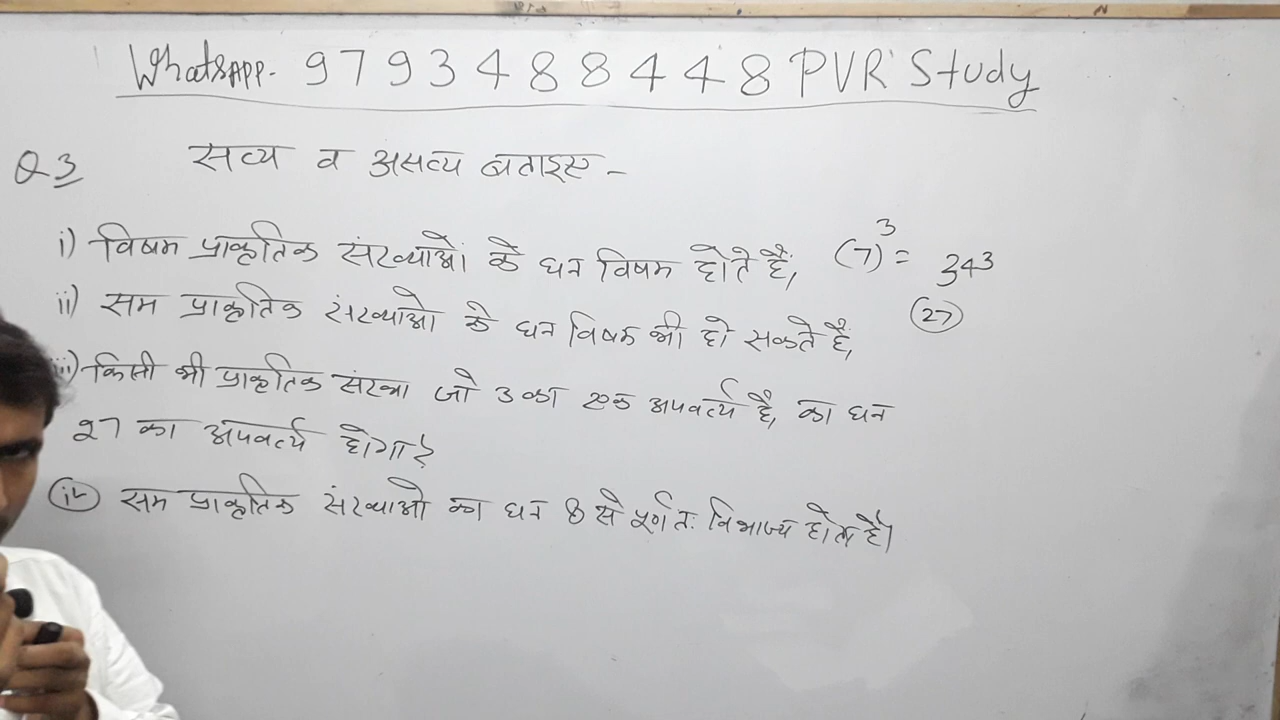 WhatsAPP- 9793488448 PVR Study
Q3 सत्य व असत्य बताइए -
i) विषम प्राकृतिक संख्याओं के घन विषम होते हैं, (7)³ = 343
ii) सम प्राकृतिक संख्याओ के घन विषम भी हो सकते हैं, (27)
iii) किसी भी प्राकृतिक संख्या जो 3 का एक अपवर्त्य है, का घन
27 का अपवर्त्य होगा?
iv सम प्राकृतिक संख्याओ का घन 8 से पूर्णतः विभाज्य होता है।